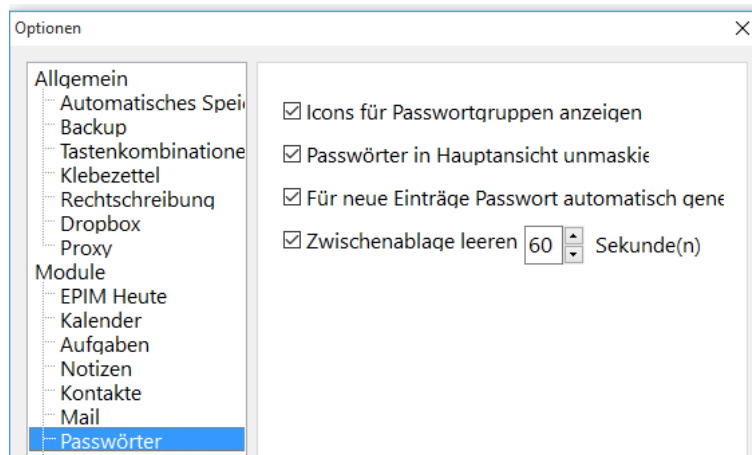 Optionen
Allgemein
Automatisches Spei
Backup
Tastenkombinatione
Klebezettel
Rechtschreibung
Dropbox
Proxy
Module
EPIM Heute
Kalender
Aufgaben
Notizen
Kontakte
Mail
Passwörter
Icons für Passwortgruppen anzeigen
Passwörter in Hauptansicht unmaskie
Für neue Einträge Passwort automatisch gene
Zwischenablage leeren 60 Sekunde(n)